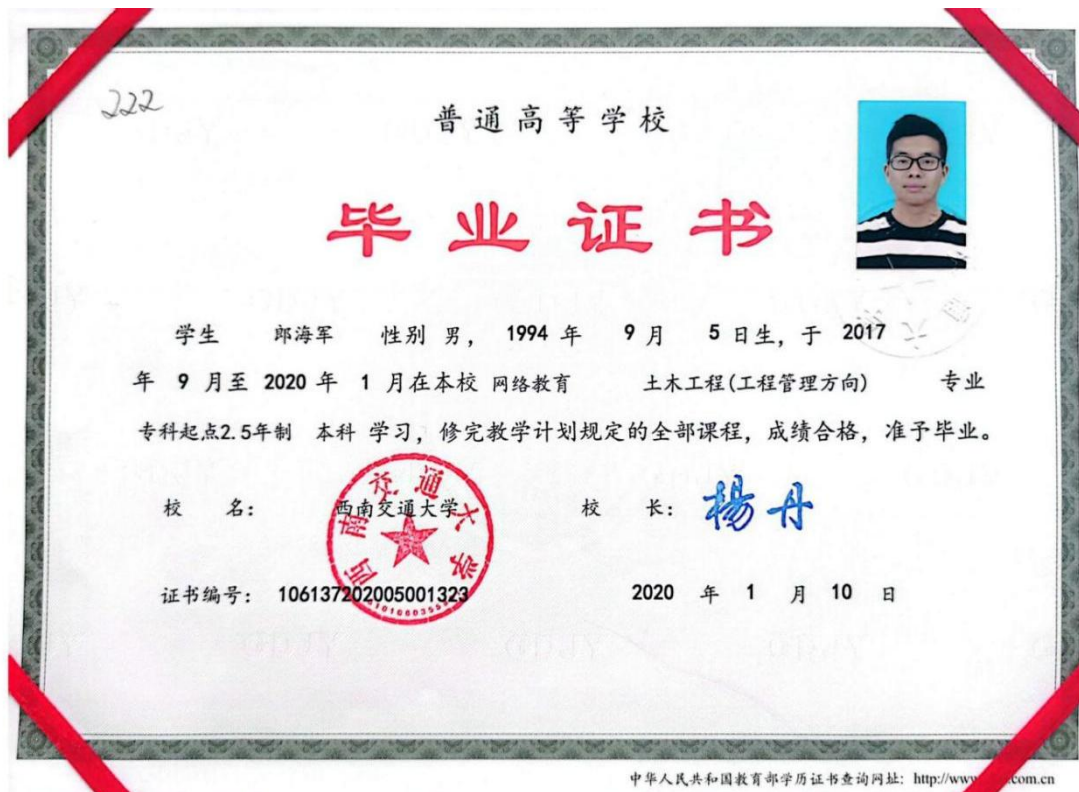 222
普通高等学校
毕业证书
学生 郎海军 性别 男， 1994 年 9 月 5 日生，于 2017
年 9 月至 2020 年 1 月在本校 网络教育 土木工程(工程管理方向) 专业
专科起点2.5年制 本科 学习，修完教学计划规定的全部课程，成绩合格，准予毕业。
校 名： 西南交通大学 校 长： 楊丹
西南交通大学
证书编号： 106137202005001323 2020 年 1 月 10 日
中华人民共和国教育部学历证书查询网址： http://www com.cn